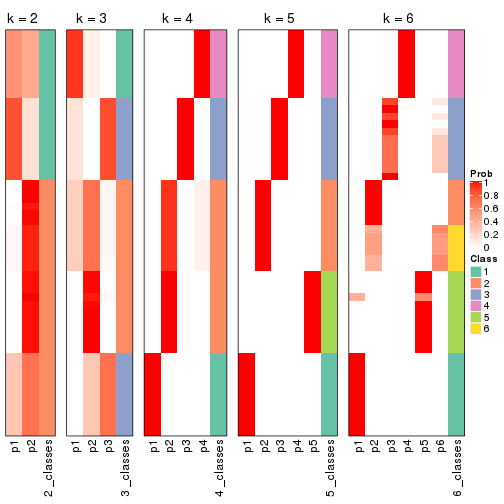 k = 2
k = 3
k = 4
k = 5
k = 6
Prob
1
0.8
0.6
0.4
0.2
0
Class
1
2
3
4
5
6
p1
p2
2_classes
p1
p2
p3
3_classes
p1
p2
p3
p4
4_classes
p1
p2
p3
p4
p5
5_classes
p1
p2
p3
p4
p5
p6
6_classes